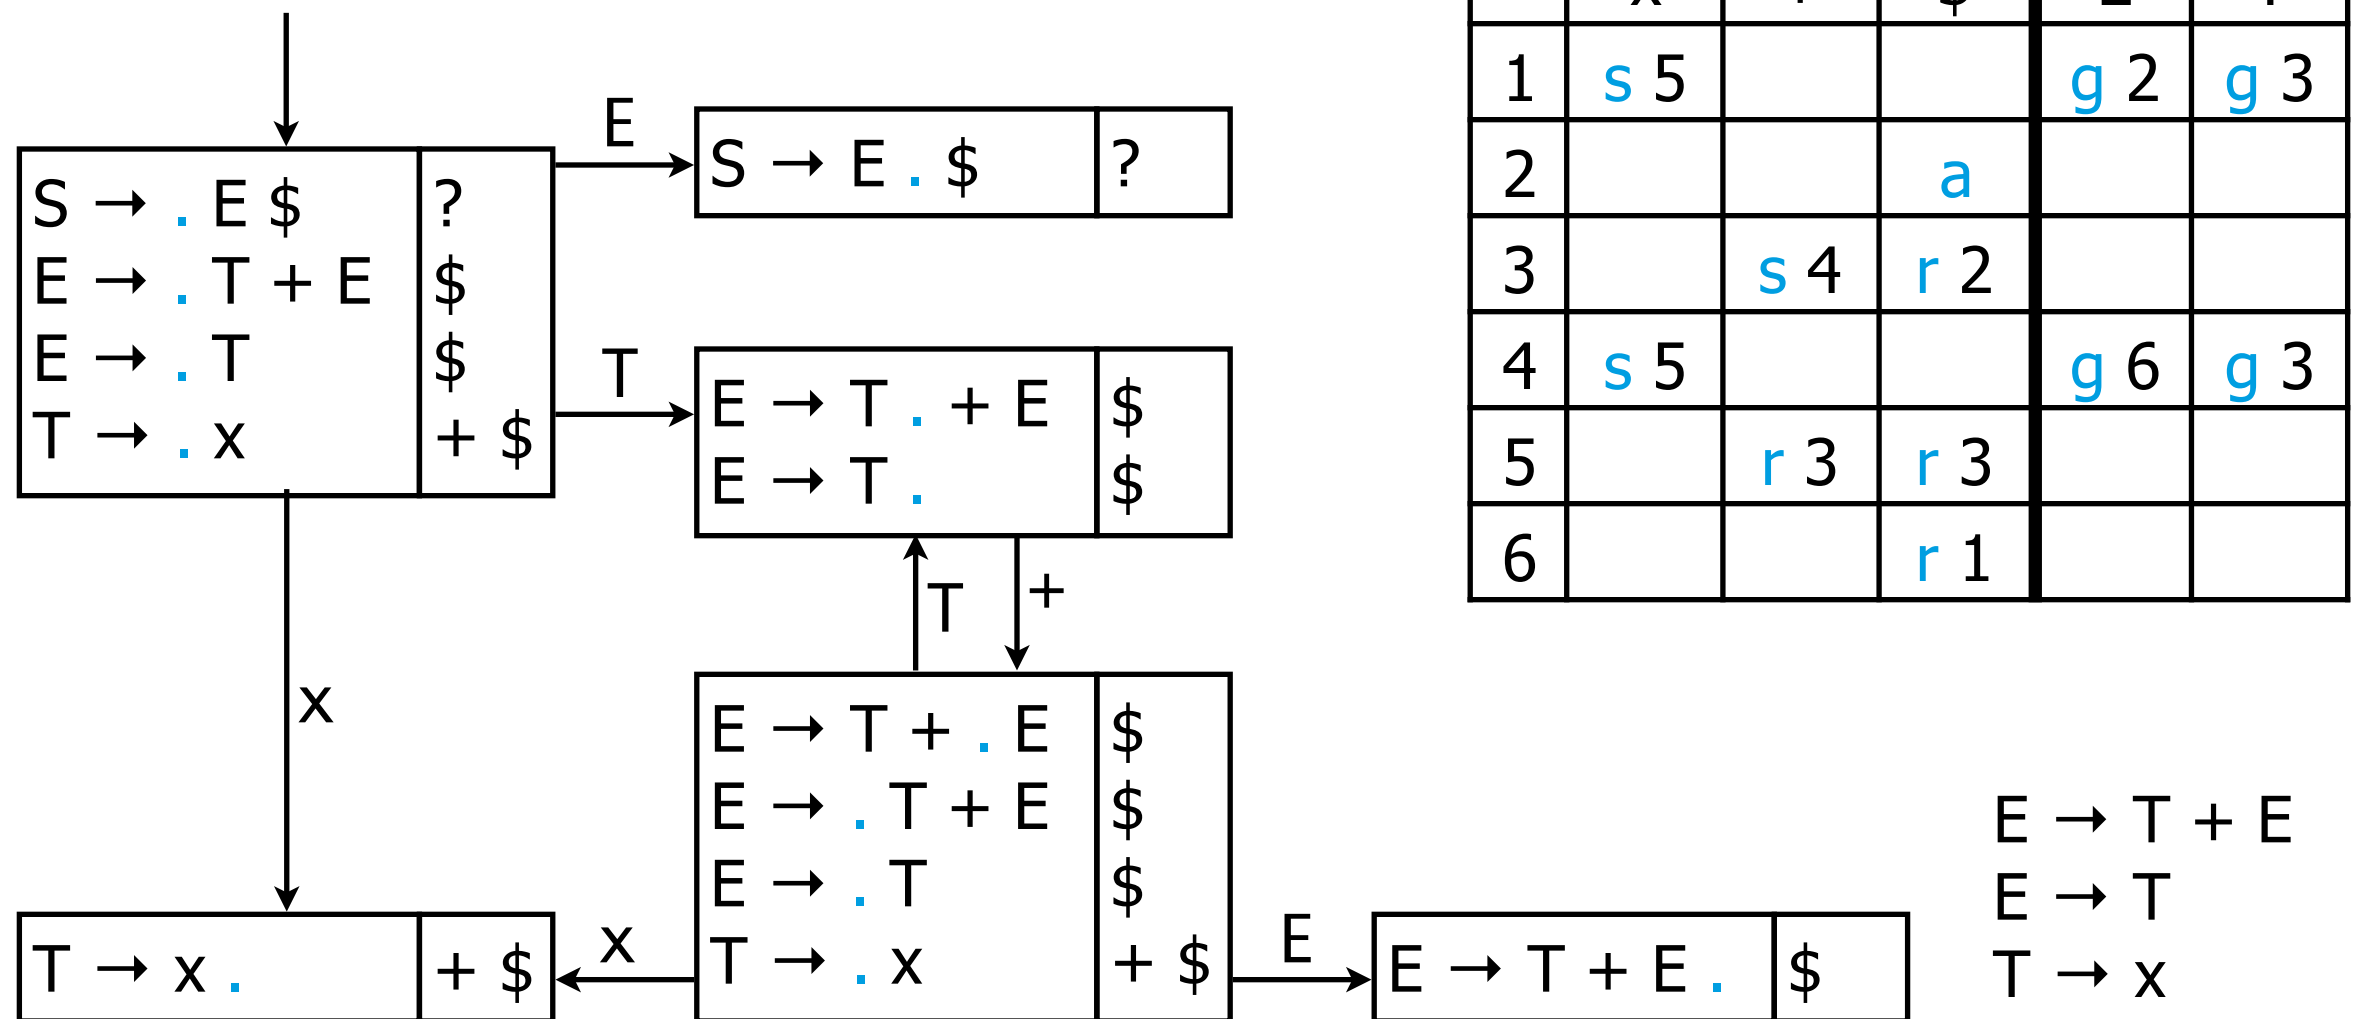 E
S → . E $ ?
E → . T + E $
E → . T $
T → . x + $
S → E . $ ?
T
E → T . + E $
E → T . $
T +
x
E → T + . E $
E → . T + E $
E → . T $
T → . x + $
T → x . + $
x
E
E → T + E . $
1 s 5 g 2 g 3
2 a
3 s 4 r 2
4 s 5 g 6 g 3
5 r 3 r 3
6 r 1
E → T + E
E → T
T → x